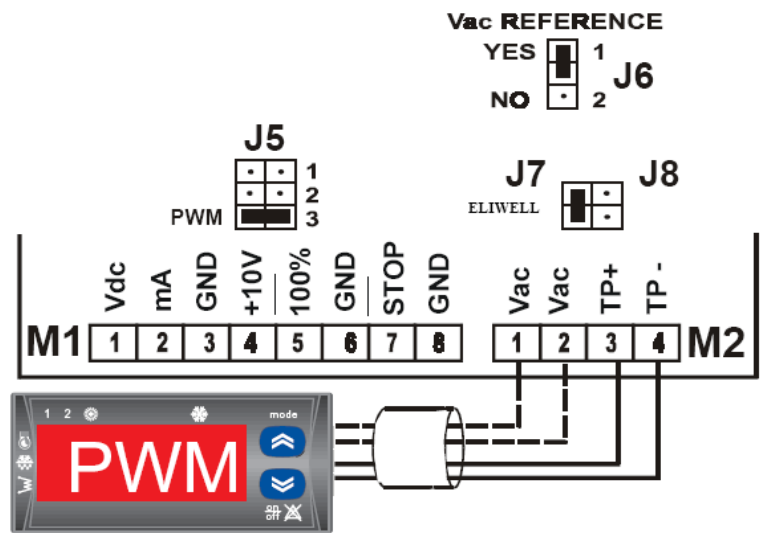 Vac REFERENCE
YES 1
J6
NO 2
J5
1
2
PWM 3
J7 J8
ELIWELL
Vdc mA GND +10V 100% GND STOP GND Vac Vac TP+ TP -
M1 1 2 3 4 5 6 7 8 1 2 3 4 M2
1 2 mode
PWM
off